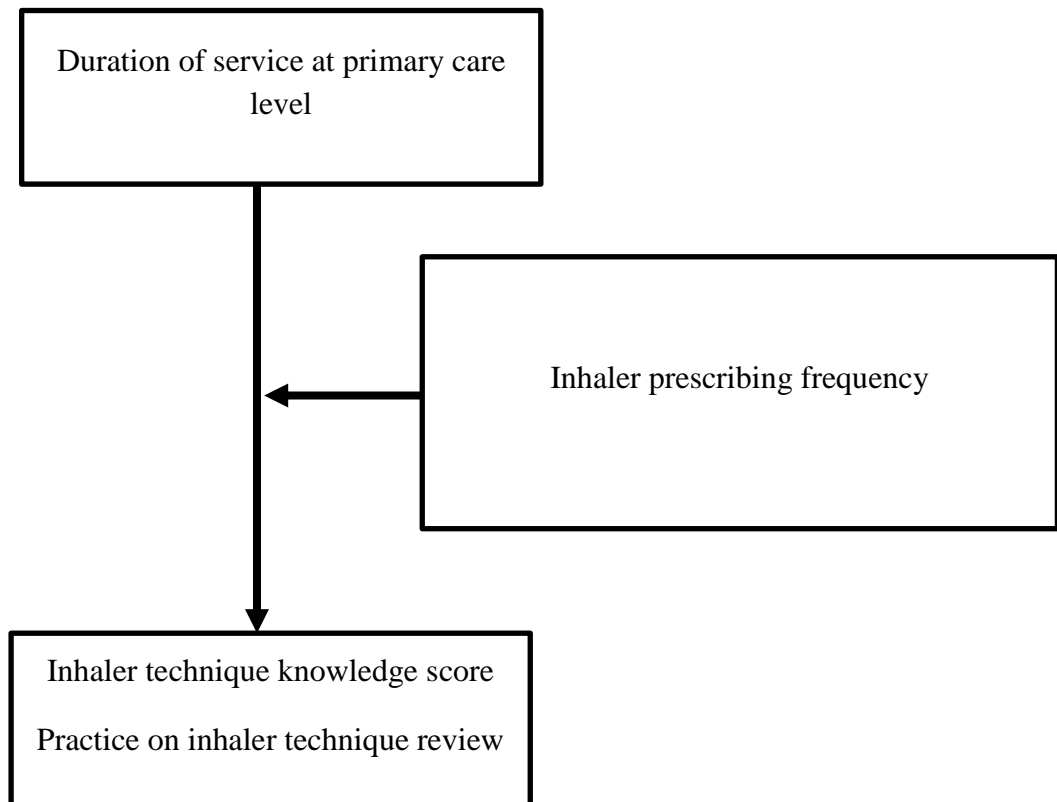 Duration of service at primary care
level
Inhaler prescribing frequency
Inhaler technique knowledge score
Practice on inhaler technique review